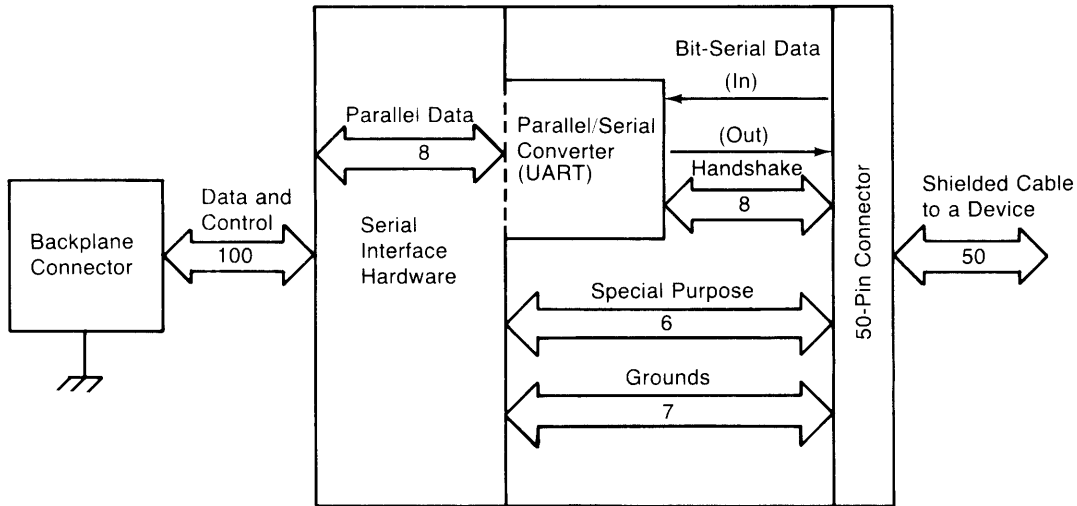 Backplane
Connector
Data and
Control
100
Parallel Data
8
Serial
Interface
Hardware
Parallel/Serial
Converter
(UART)
Bit-Serial Data
(In)
(Out)
Handshake
8
Special Purpose
6
Grounds
7
50-Pin Connector
Shielded Cable
to a Device
50